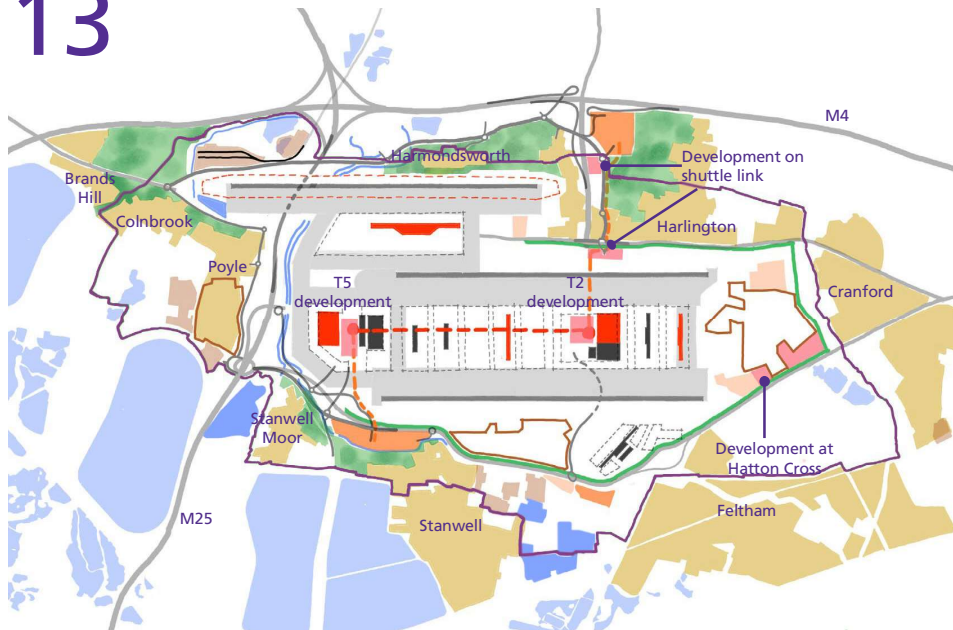 13
M4
Harmondsworth
Development on
shuttle link
Brands
Hill
Colnbrook
Harlington
Poyle
T5
development
T2
development
Cranford
Stanwell
Moor
Development at
Hatton Cross
M25
Stanwell
Feltham